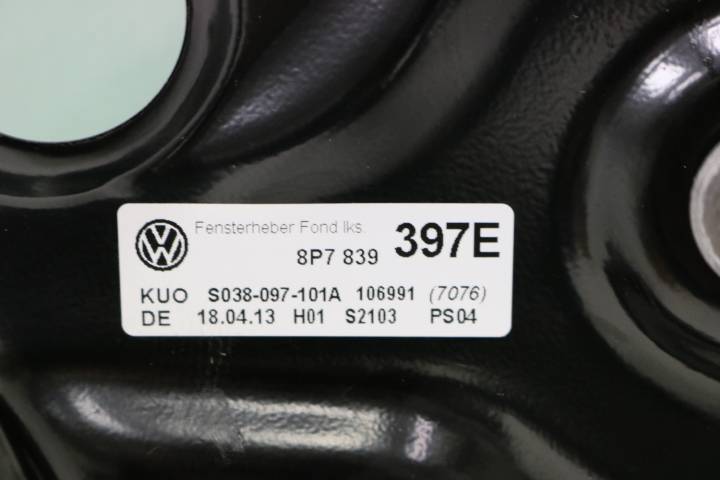 Fensterheber Fond lks.
8P7 839 397E
KUO S038-097-101A 106991 (7076)
DE 18.04.13 H01 S2103 PS04